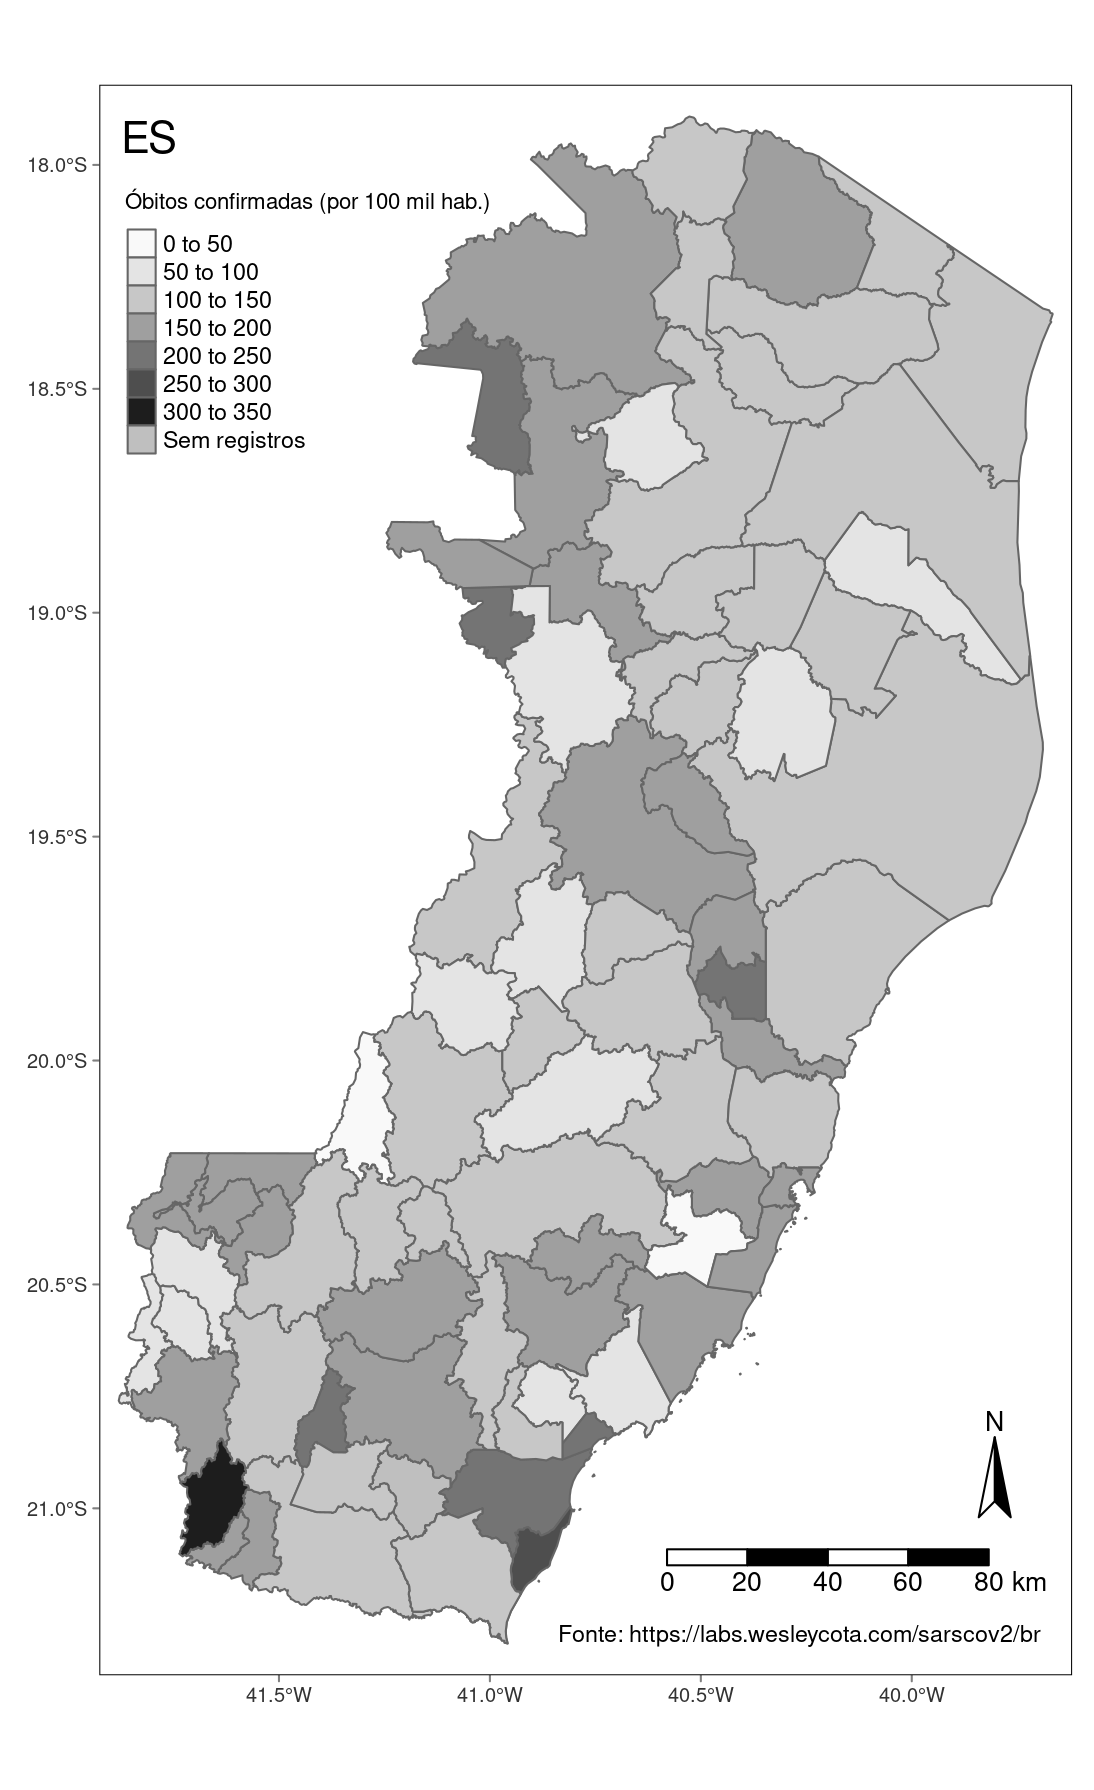 ES
Óbitos confirmadas (por 100 mil hab.)
0 to 50
50 to 100
100 to 150
150 to 200
200 to 250
250 to 300
300 to 350
Sem registros
18.0°S
18.5°S
19.0°S
19.5°S
20.0°S
20.5°S
21.0°S
N
0 20 40 60 80 km
Fonte: https://labs.wesleycota.com/sarscov2/br
41.5°W 41.0°W 40.5°W 40.0°W